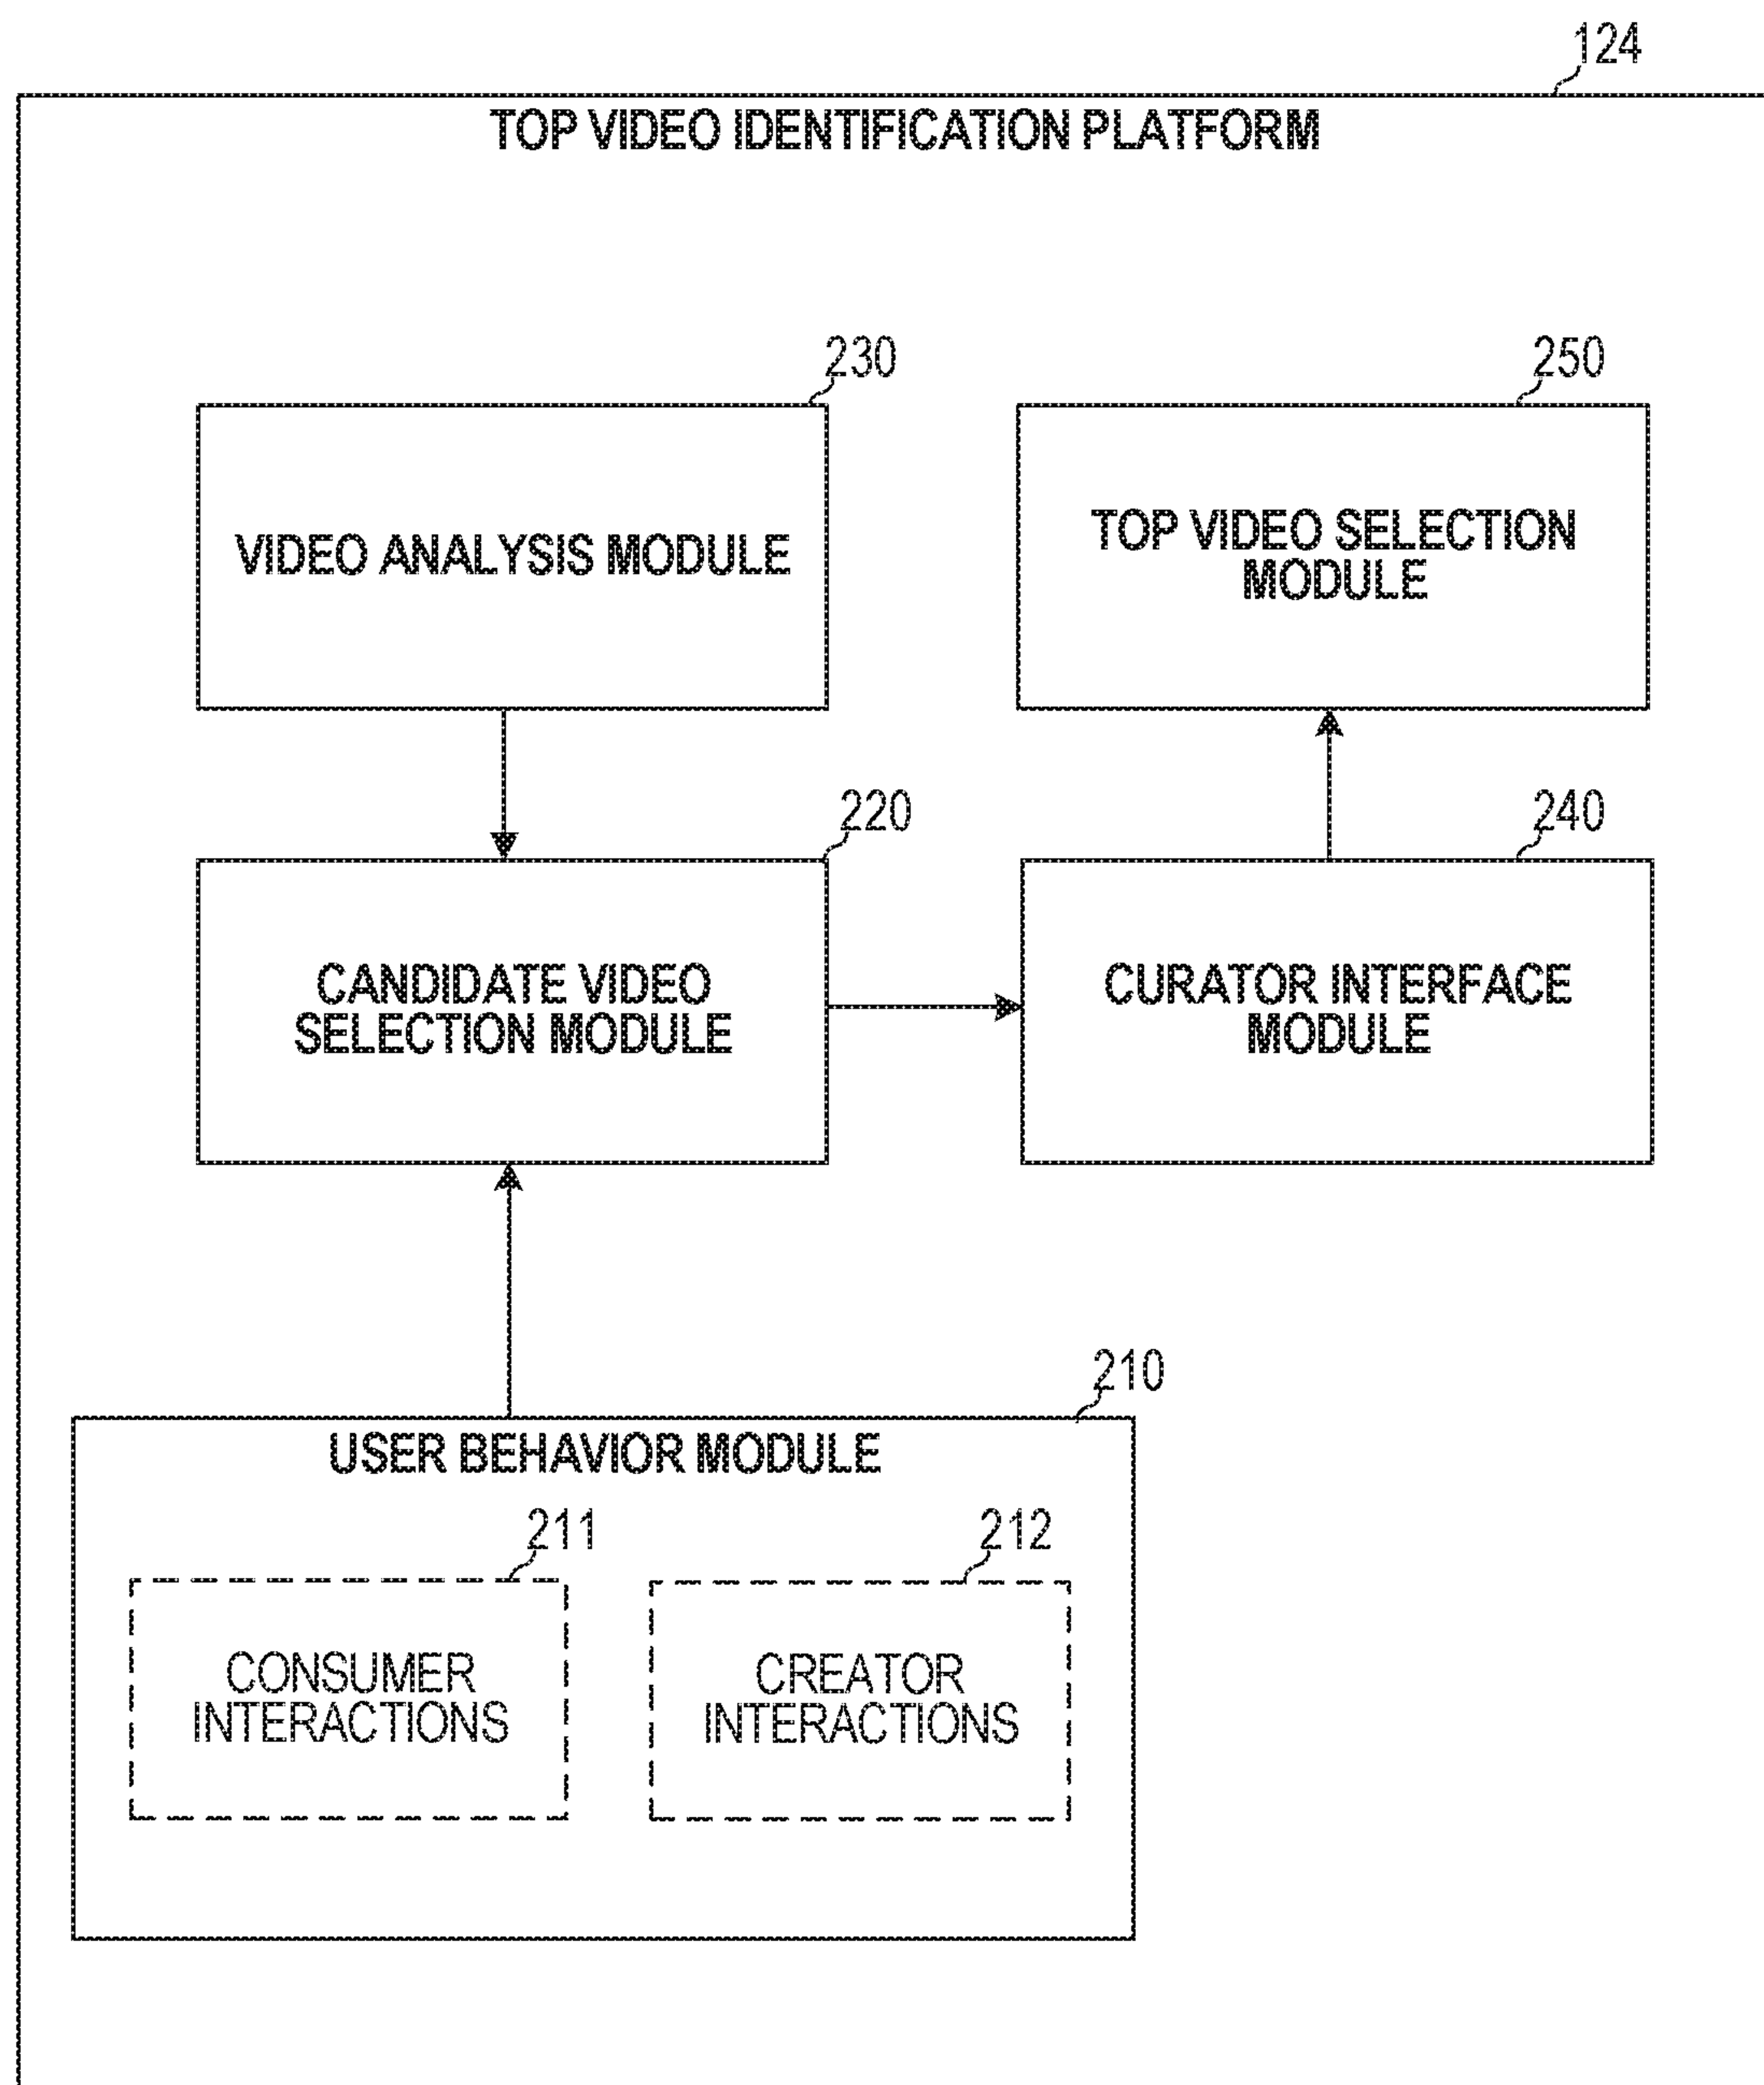 124
TOP VIDEO IDENTIFICATION PLATFORM
230
250
VIDEO ANALYSIS MODULE
TOP VIDEO SELECTION
MODULE
220
240
CANDIDATE VIDEO
SELECTION MODULE
CURATOR INTERFACE
MODULE
210
USER BEHAVIOR MODULE
211
212
CONSUMER
INTERACTIONS
CREATOR
INTERACTIONS